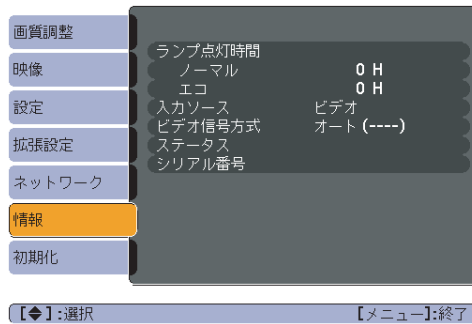 画質調整
映像
設定
拡張設定
ネットワーク
情報
初期化
ランプ点灯時間
ノーマル 0 H
エコ 0 H
入力ソース ビデオ
ビデオ信号方式 オート (----)
ステータス
シリアル番号
【◆】:選択 【メニュー】:終了